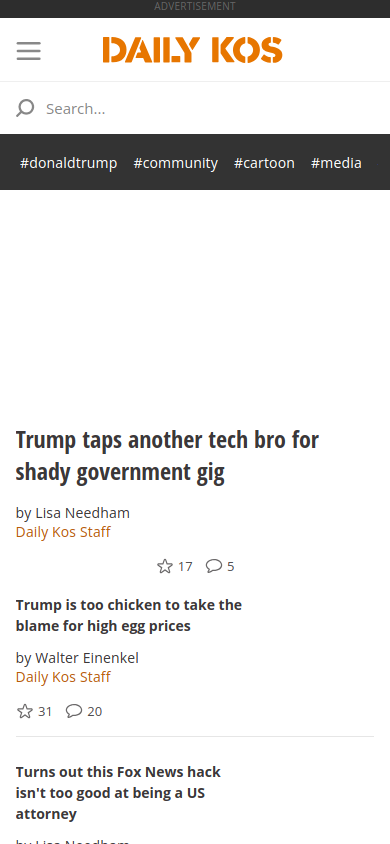 ADVERTISEMENT
DAILY KOS
Search...
#donaldtrump #community #cartoon #media
Trump taps another tech bro for
shady government gig
by Lisa Needham
Daily Kos Staff
17 5
Trump is too chicken to take the
blame for high egg prices
by Walter Einenkel
Daily Kos Staff
31 20
Turns out this Fox News hack
isn't too good at being a US
attorney
by Lisa Needham